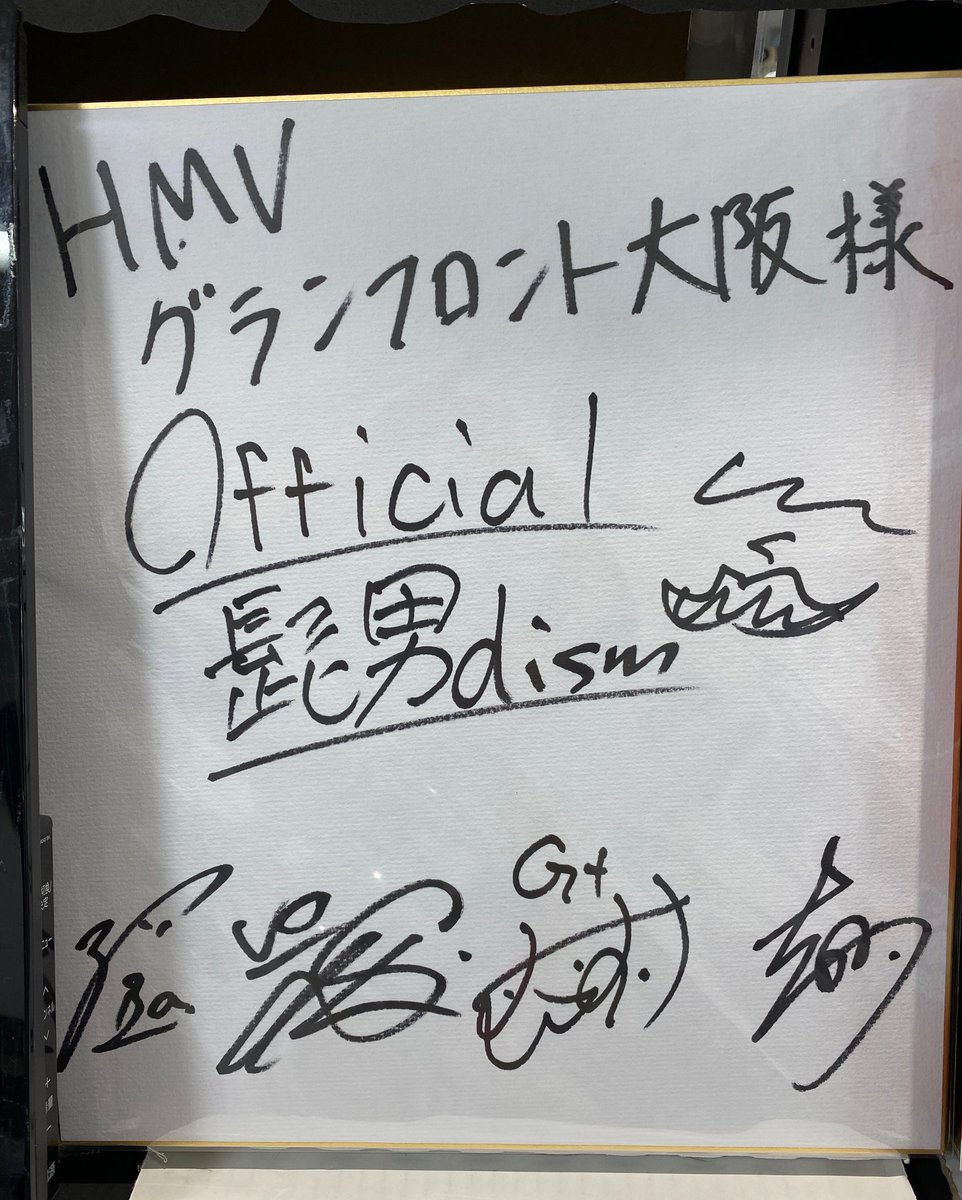 HMV
グランフロント大阪様
Official
髭男dism
Ba.
Gt